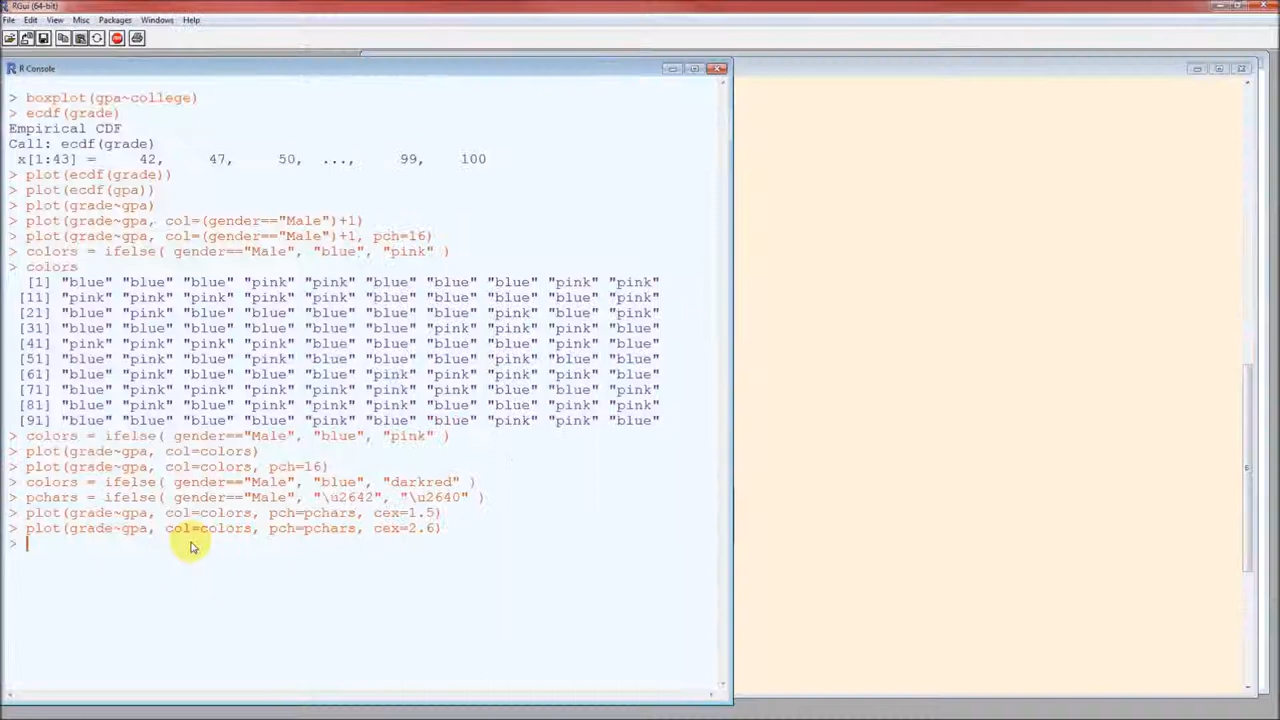 RGui (64-bit)
File Edit View Misc Packages Windows Help
R Console
> boxplot(gpa~college)
> ecdf(grade)
Empirical CDF
Call: ecdf(grade)
x[1:43] = 42, 47, 50, ..., 99, 100
> plot(ecdf(grade))
> plot(ecdf(gpa))
> plot(grade~gpa)
> plot(grade~gpa, col=(gender=="Male")+1)
> plot(grade~gpa, col=(gender=="Male")+1, pch=16)
> colors = ifelse( gender=="Male", "blue", "pink" )
> colors
[1] "blue" "blue" "blue" "pink" "pink" "blue" "blue" "blue" "pink" "pink"
[11] "pink" "pink" "pink" "pink" "pink" "pink" "blue" "blue" "blue" "pink"
[21] "blue" "pink" "blue" "blue" "blue" "blue" "blue" "pink" "blue" "pink"
[31] "blue" "blue" "blue" "blue" "blue" "blue" "pink" "pink" "pink" "blue"
[41] "pink" "pink" "blue" "pink" "pink" "pink" "blue" "pink" "blue" "blue"
[51] "blue" "pink" "blue" "blue" "blue" "blue" "blue" "pink" "blue" "blue"
[61] "blue" "blue" "blue" "blue" "blue" "pink" "pink" "pink" "pink" "pink"
[71] "blue" "pink" "pink" "pink" "blue" "pink" "pink" "blue" "pink" "blue"
[81] "blue" "pink" "blue" "pink" "pink" "pink" "blue" "blue" "pink" "pink"
[91] "blue" "blue" "blue" "blue" "pink" "blue" "blue" "pink" "pink" "blue"
> colors = ifelse( gender=="Male", "blue", "pink" )
> plot(grade~gpa, col=colors)
> plot(grade~gpa, col=colors, pch=16)
> colors = ifelse( gender=="Male", "blue", "darkred" )
> pchars = ifelse( gender=="Male", "\u2642", "\u2640" )
> plot(grade~gpa, col=colors, pch=pchars, cex=1.5)
> plot(grade~gpa, col=colors, pch=pchars, cex=2.6)
>